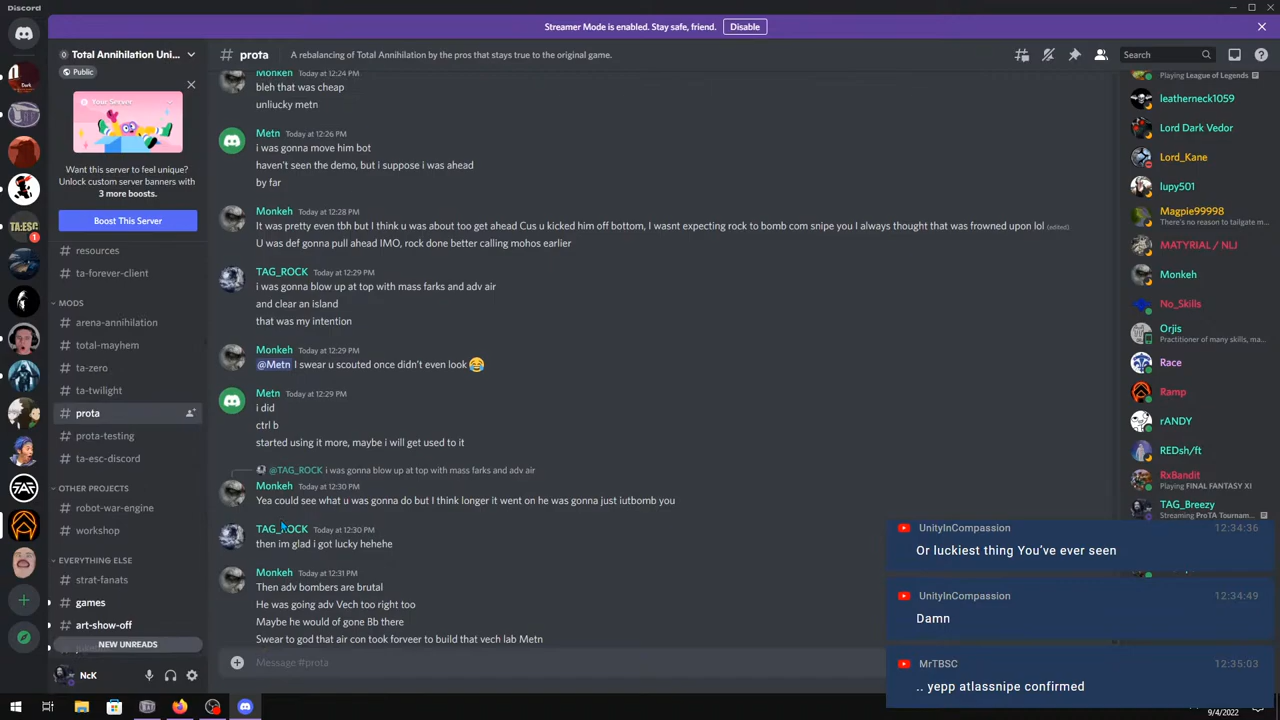 Discord
Streamer Mode is enabled. Stay safe, friend.
Disable
Total Annihilation Uni...
Public
Your Server
Want this server to feel unique?
Unlock custom server banners with
3 more boosts.
Boost This Server
resources
ta-forever-client
MODS
arena-annihilation
total-mayhem
ta-zero
ta-twilight
prota
prota-testing
ta-esc-discord
OTHER PROJECTS
robot-war-engine
workshop
EVERYTHING ELSE
strat-fanats
games
art-show-off
NEW UNREADS
NcK
TA:ESC
1
# prota
A rebalancing of Total Annihilation by the pros that stays true to the original game.
Search
Monkeh Today at 12:24 PM
bleh that was cheap
unliucky metn
Metn Today at 12:26 PM
i was gonna move him bot
haven't seen the demo, but i suppose i was ahead
by far
Monkeh Today at 12:28 PM
It was pretty even tbh but I think u was about too get ahead Cus u kicked him off bottom, I wasnt expecting rock to bomb com snipe you I always thought that was frowned upon lol (edited)
U was def gonna pull ahead IMO, rock done better calling mohos earlier
TAG_ROCK Today at 12:29 PM
i was gonna blow up at top with mass farks and adv air
and clear an island
that was my intention
Monkeh Today at 12:29 PM
@Metn I swear u scouted once didn't even look 😂
Metn Today at 12:29 PM
i did
ctrl b
started using it more, maybe i will get used to it
@TAG_ROCK i was gonna blow up at top with mass farks and adv air
Monkeh Today at 12:30 PM
Yea could see what u was gonna do but I think longer it went on he was gonna just iutbomb you
TAG_ROCK Today at 12:30 PM
then im glad i got lucky hehehe
Monkeh Today at 12:31 PM
Then adv bombers are brutal
He was going adv Vech too right too
Maybe he would of gone Bb there
Swear to god that air con took forveer to build that vech lab Metn
Message #prota
Playing League of Legends
leatherneck1059
Lord Dark Vedor
Lord_Kane
lupy501
Magpie99998
There's no reason to tailgate m...
MATYRIAL / NLI
Monkeh
No_Skills
Orjis
Practitioner of many skills, ma...
Race
Ramp
rANDY
REDsh/ft
RxBandit
Playing FINAL FANTASY XI
TAG_Breezy
Streaming ProTA Tournam...
UnityInCompassion 12:34:36
Or luckiest thing You've ever seen
UnityInCompassion 12:34:49
Damn
MrTBSC 12:35:03
.. yepp atlassnipe confirmed
9/4/2022